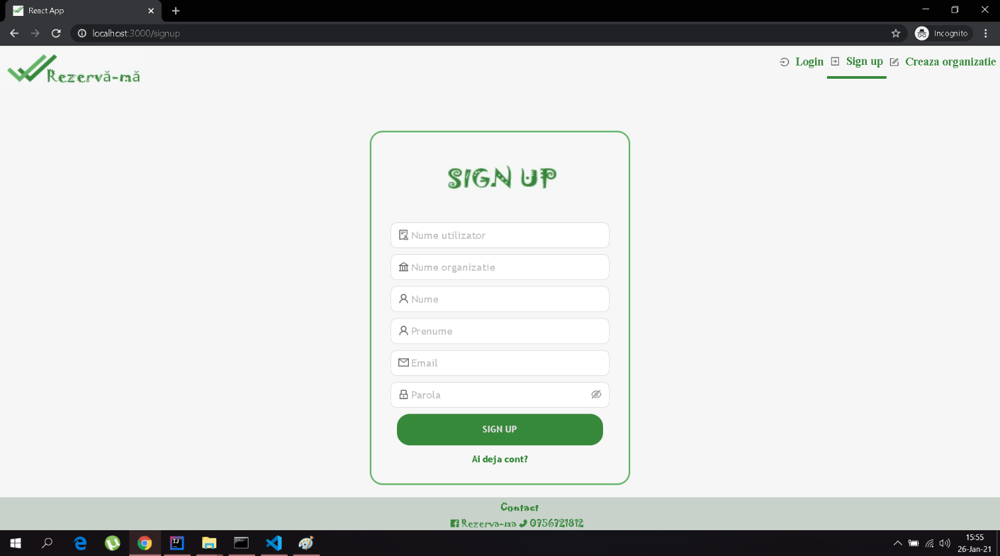 React App
localhost:3000/signup
Incognito
Rezervă-mă
Login
Sign up
Creaza organizatie
SIGN UP
Nume utilizator
Nume organizatie
Nume
Prenume
Email
Parola
SIGN UP
Ai deja cont?
Contact
Rezerva-ma 0756721812
15:55
26-Jan-21